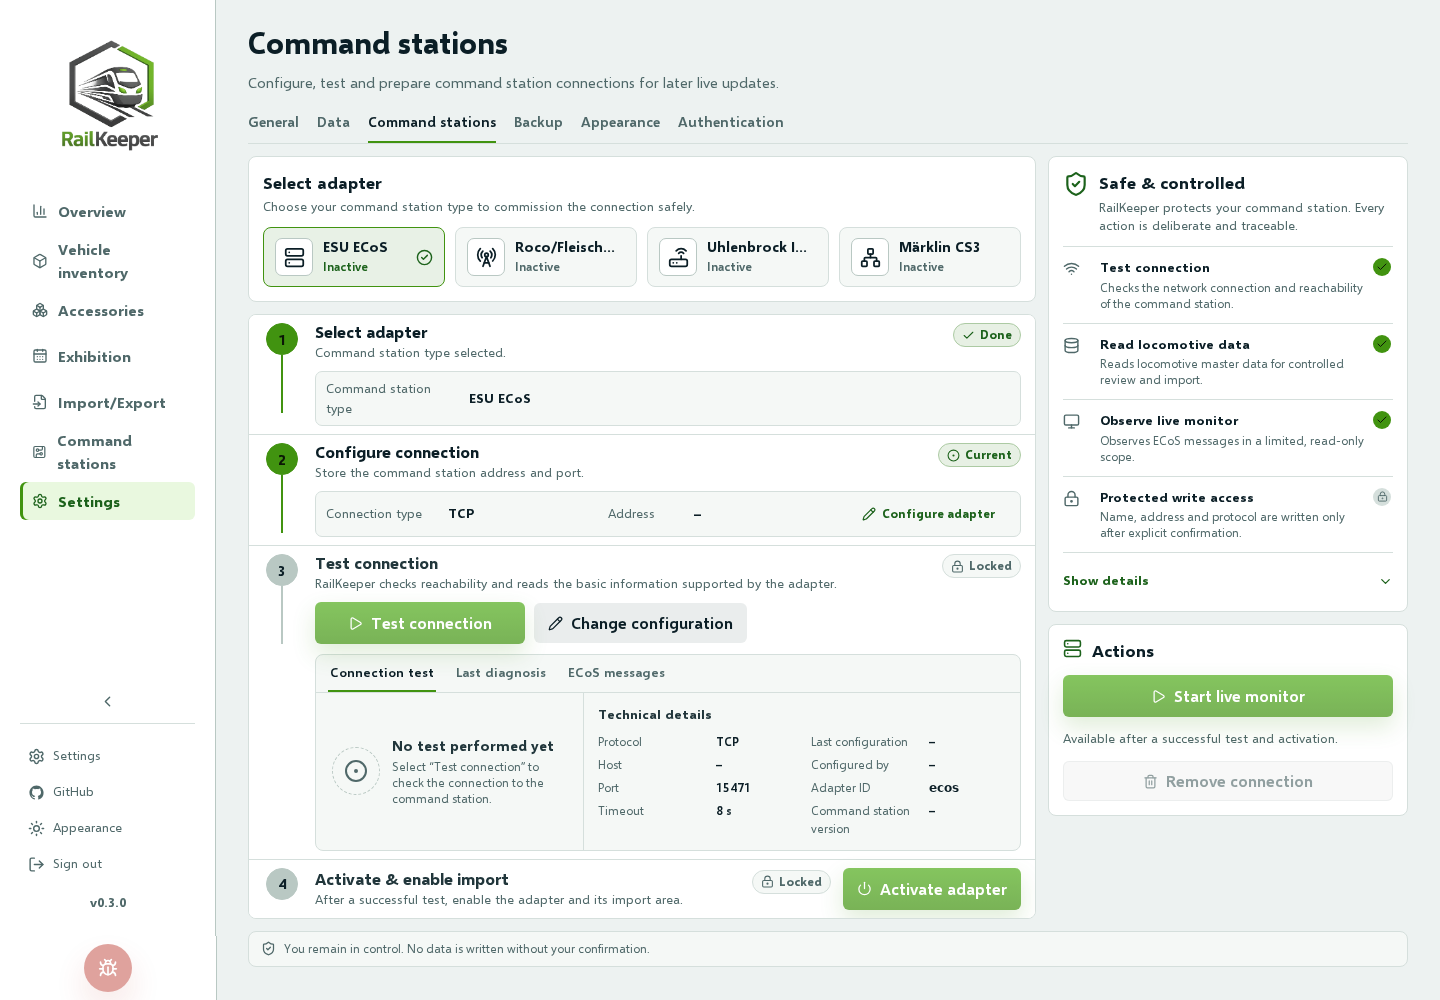 RailKeeper
Overview
Vehicle
inventory
Accessories
Exhibition
Import/Export
Command
stations
Settings
Settings
GitHub
Appearance
Sign out
v0.3.0
Command stations
Configure, test and prepare command station connections for later live updates.
General Data Command stations Backup Appearance Authentication
Select adapter
Choose your command station type to commission the connection safely.
ESU ECoS
Inactive
Roco/Fleisch...
Inactive
Uhlenbrock I...
Inactive
Märklin CS3
Inactive
1 Select adapter Done
Command station type selected.
Command station
type
ESU ECoS
2 Configure connection Current
Store the command station address and port.
Connection type TCP Address – Configure adapter
3 Test connection Locked
RailKeeper checks reachability and reads the basic information supported by the adapter.
Test connection Change configuration
Connection test Last diagnosis ECoS messages
No test performed yet
Select “Test connection” to
check the connection to the
command station.
Technical details
Protocol TCP Last configuration –
Host – Configured by –
Port 15471 Adapter ID ecos
Timeout 8 s Command station –
version
4 Activate & enable import Locked Activate adapter
After a successful test, enable the adapter and its import area.
You remain in control. No data is written without your confirmation.
Safe & controlled
RailKeeper protects your command station. Every
action is deliberate and traceable.
Test connection
Checks the network connection and reachability
of the command station.
Read locomotive data
Reads locomotive master data for controlled
review and import.
Observe live monitor
Observes ECoS messages in a limited, read-only
scope.
Protected write access
Name, address and protocol are written only
after explicit confirmation.
Show details
Actions
Start live monitor
Available after a successful test and activation.
Remove connection